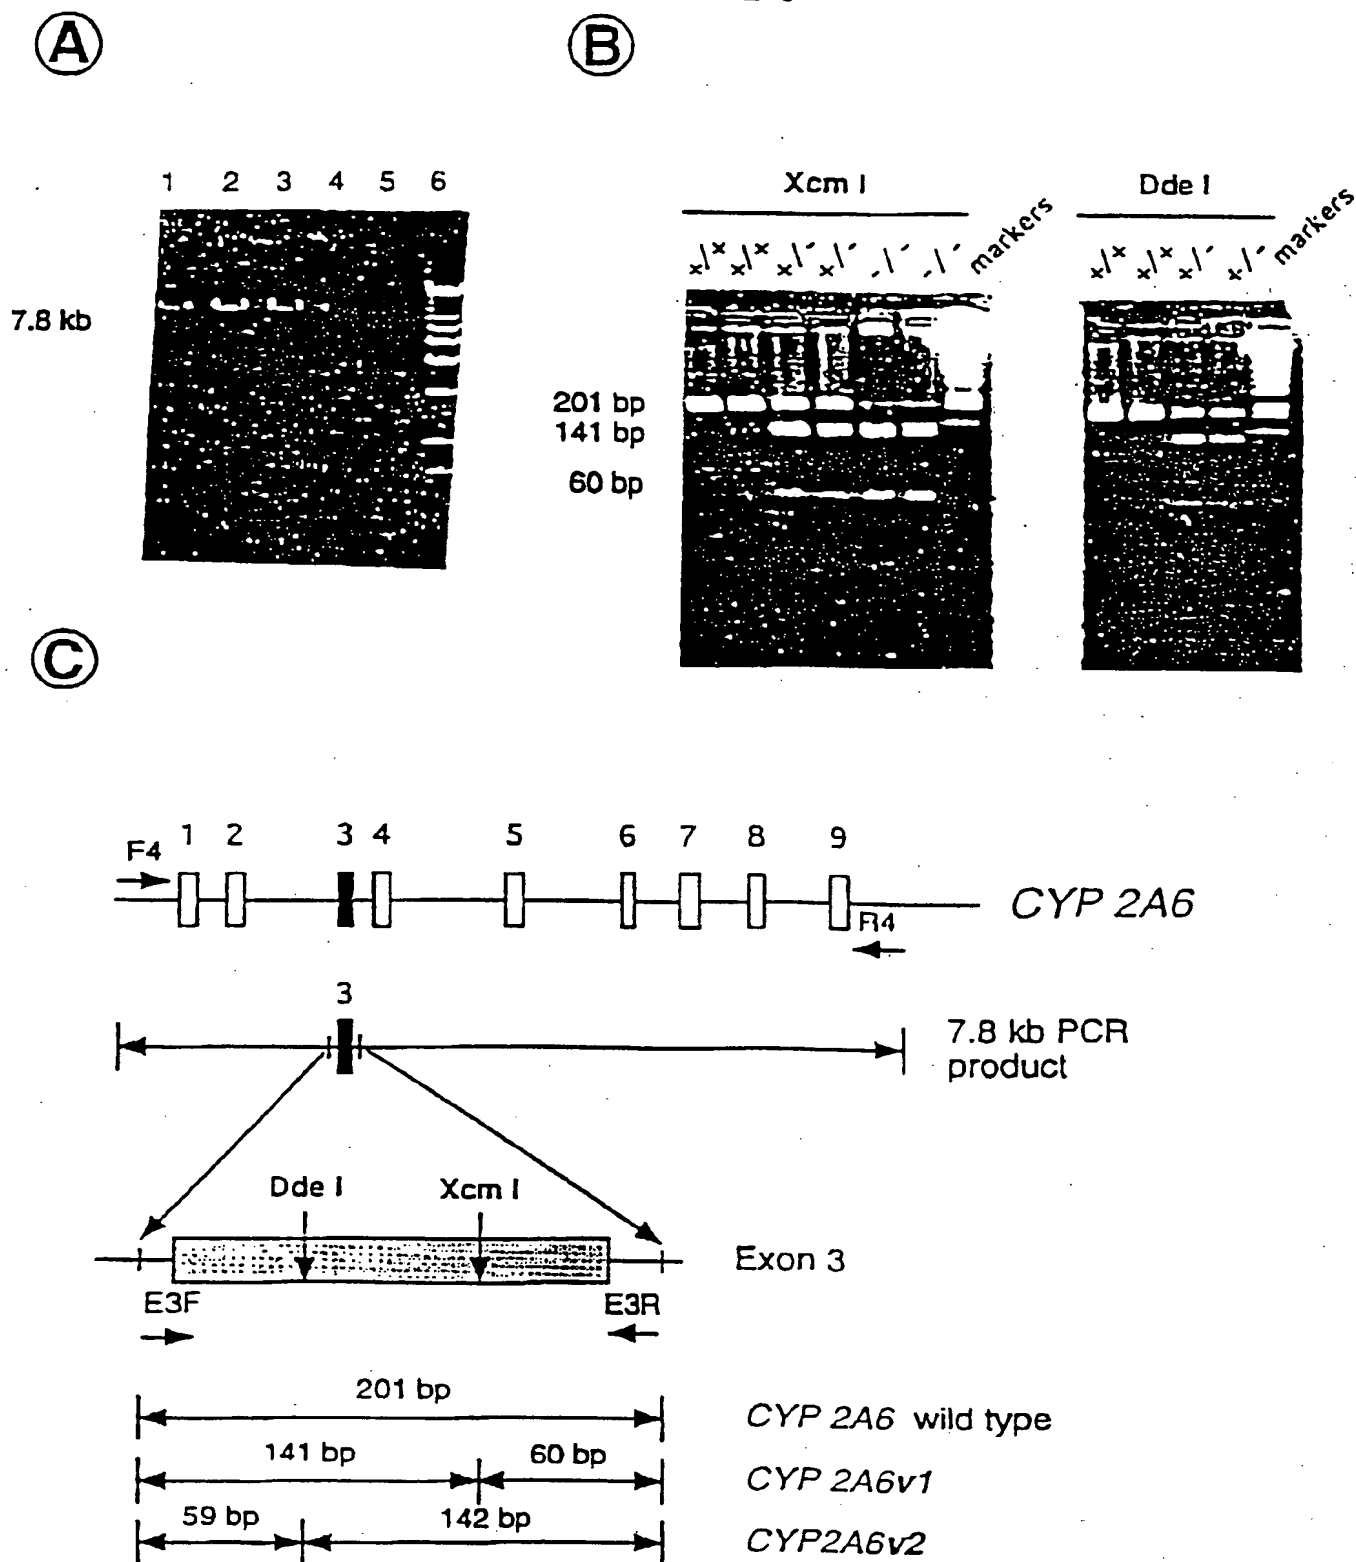 A
B
1 2 3 4 5 6
7.8 kb
Xcm I
Dde I
+/+ +/+ +/- +/- -/- -/- markers
+/+ +/+ +/- +/- markers
201 bp
141 bp
60 bp
C
1 2 3 4 5 6 7 8 9
F4
CYP 2A6
R4
3
7.8 kb PCR
product
Dde I
Xcm I
Exon 3
E3F
E3R
201 bp
CYP 2A6 wild type
141 bp
60 bp
CYP 2A6v1
59 bp
142 bp
CYP2A6v2